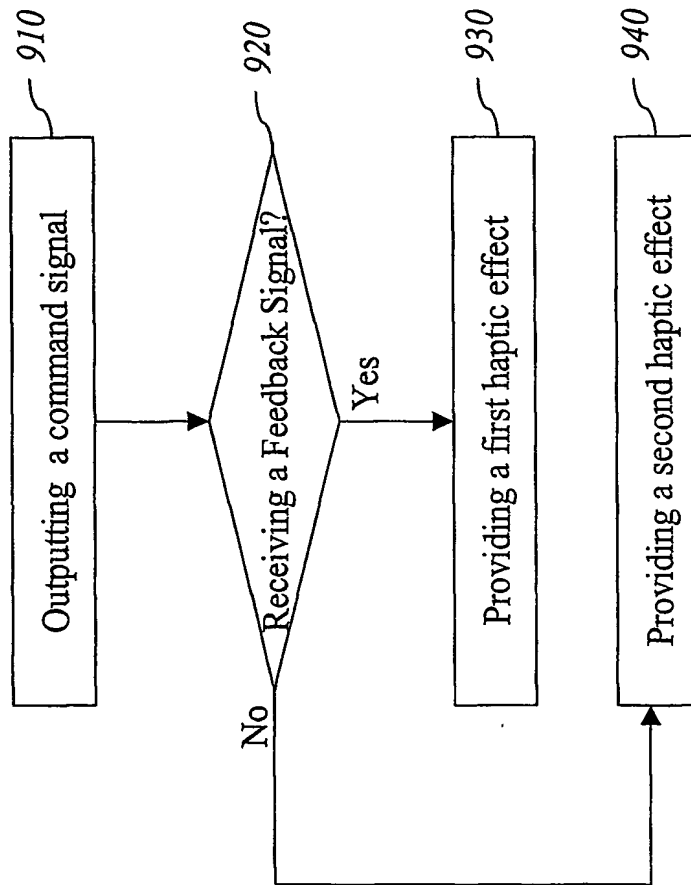 910
Outputting a command signal
920
Receiving a Feedback Signal?
No
Yes
930
Providing a first haptic effect
940
Providing a second haptic effect